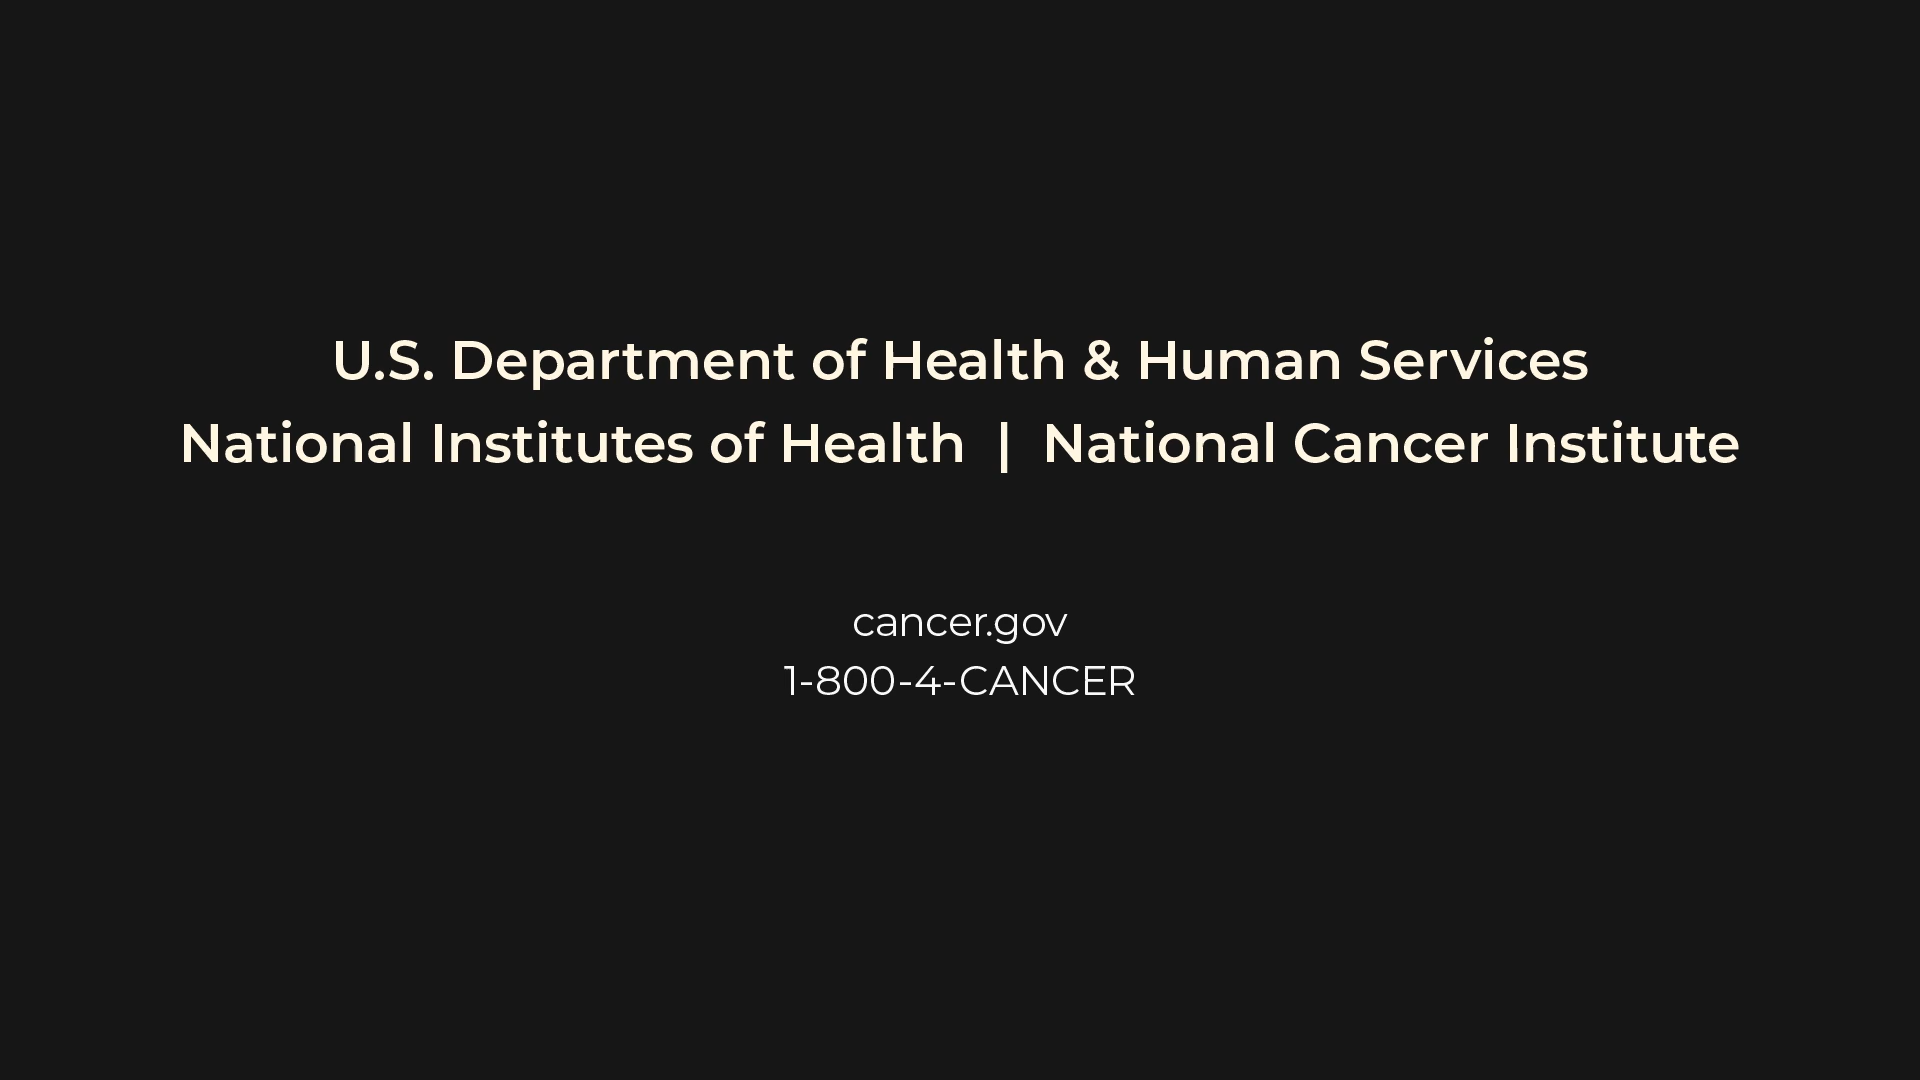 U.S. Department of Health & Human Services
National Institutes of Health | National Cancer Institute
cancer.gov
1-800-4-CANCER